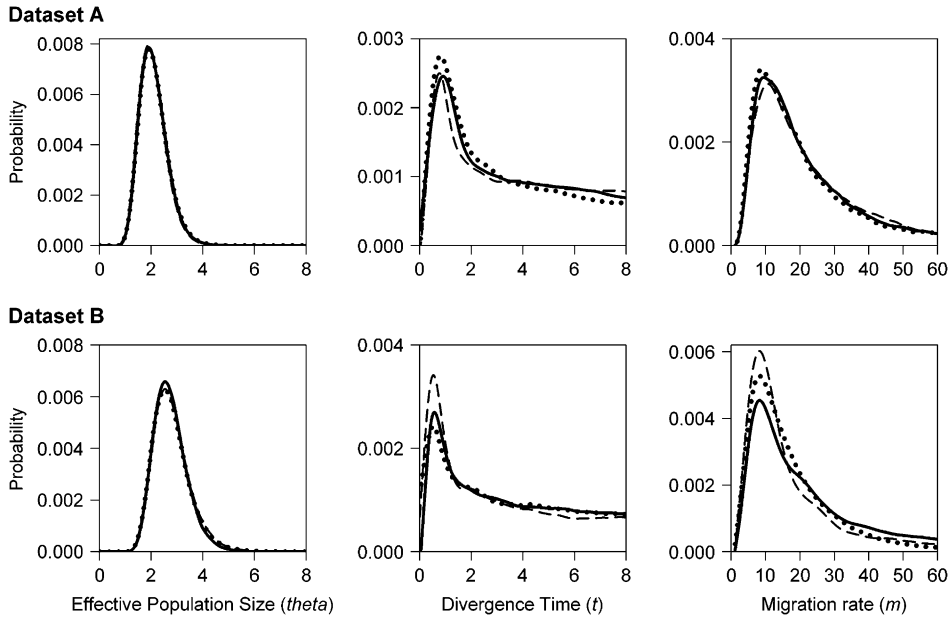 Dataset A
0.008
0.006
0.004
0.002
0.000
Probability
0 2 4 6 8
0.003
0.002
0.001
0.000
0 2 4 6 8
0.004
0.002
0.000
0 10 20 30 40 50 60
Dataset B
0.008
0.006
0.004
0.002
0.000
Probability
0 2 4 6 8
Effective Population Size (theta)
0.004
0.002
0.000
0 2 4 6 8
Divergence Time (t)
0.006
0.004
0.002
0.000
0 10 20 30 40 50 60
Migration rate (m)